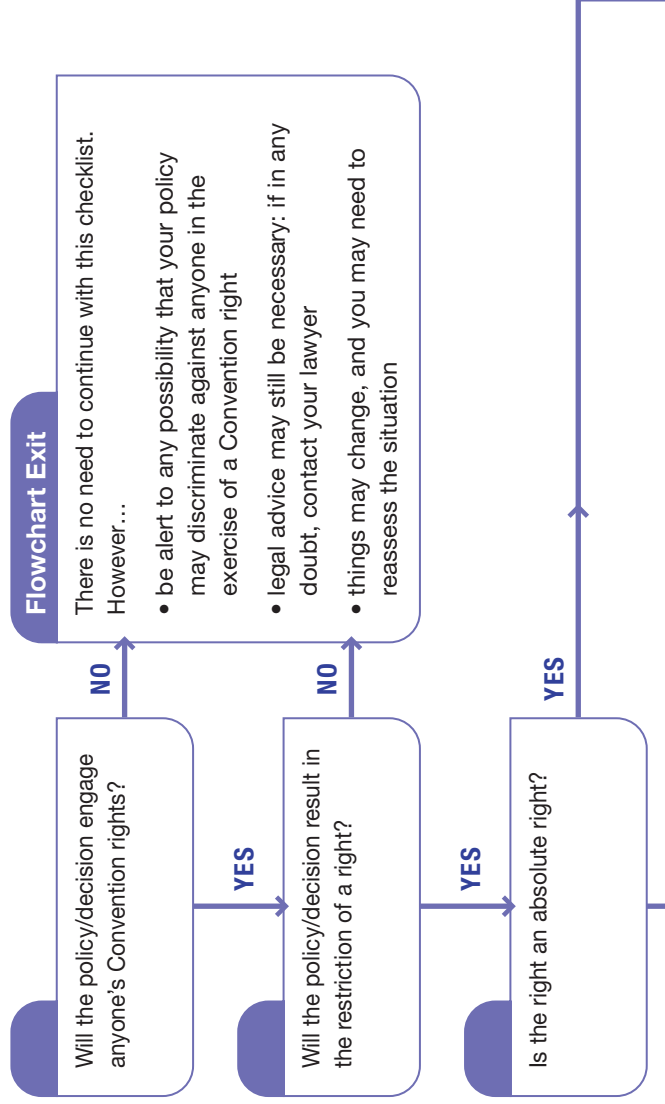 Flowchart Exit
Will the policy/decision engage
anyone's Convention rights?
NO
There is no need to continue with this checklist.
However…
• be alert to any possibility that your policy
may discriminate against anyone in the
exercise of a Convention right
• legal advice may still be necessary: if in any
doubt, contact your lawyer
• things may change, and you may need to
reassess the situation
YES
Will the policy/decision result in
the restriction of a right?
NO
YES
Is the right an absolute right?
YES